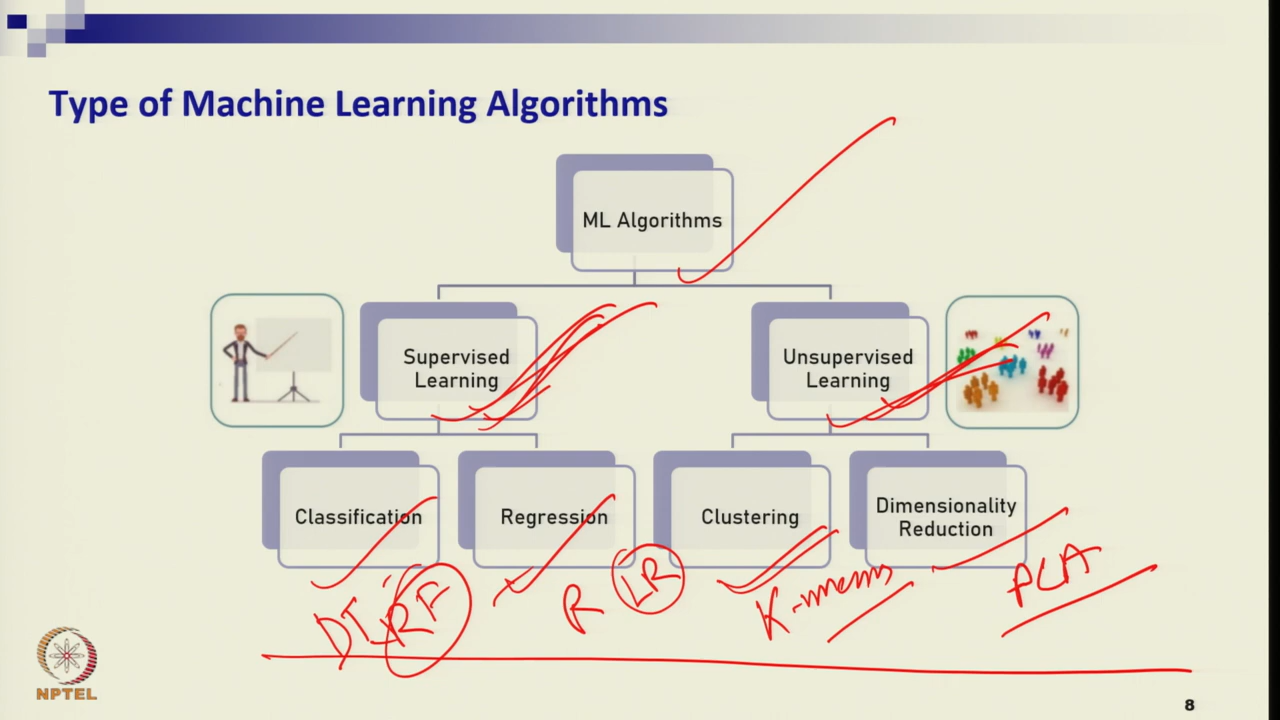 Type of Machine Learning Algorithms
ML Algorithms
Supervised
Learning
Unsupervised
Learning
Classification
Regression
Clustering
Dimensionality
Reduction
DT, RF
R LR
K-means
PCA
NPTEL
8